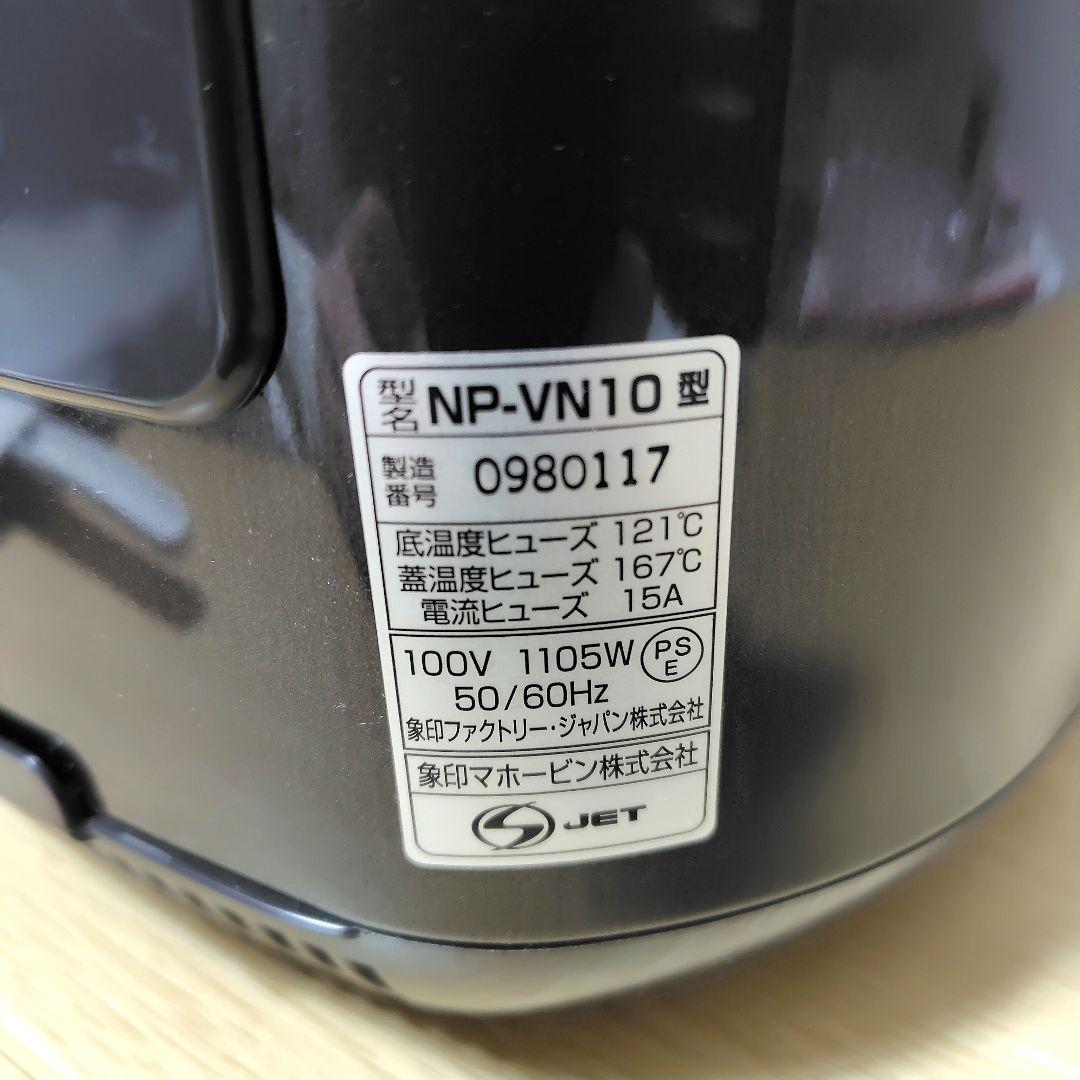 型名 NP-VN10 型
製造番号 0980117
底温度ヒューズ 121℃
蓋温度ヒューズ 167℃
電流ヒューズ 15A
100V 1105W PSE
50/60Hz
象印ファクトリー・ジャパン株式会社
象印マホービン株式会社
JET